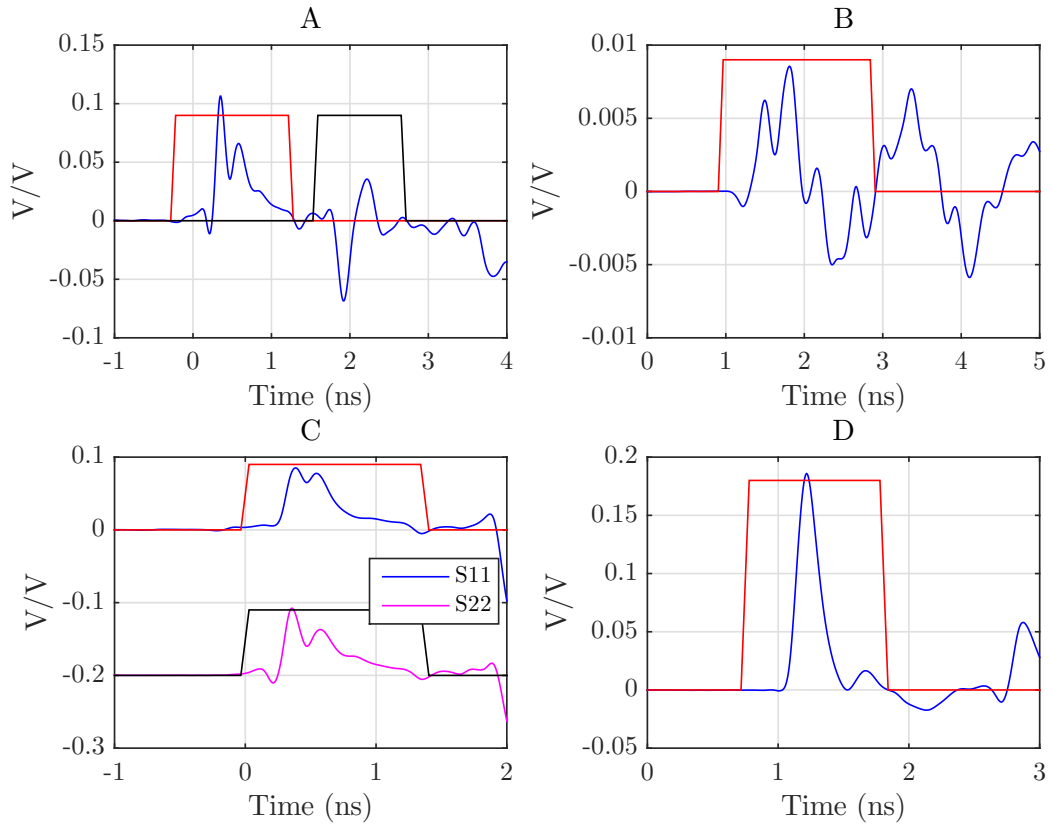 A
0.15
0.1
0.05
0
-0.05
-0.1
V/V
-1 0 1 2 3 4
Time (ns)
B
0.01
0.005
0
-0.005
-0.01
V/V
0 1 2 3 4 5
Time (ns)
C
0.1
0
-0.1
-0.2
-0.3
V/V
S11
S22
-1 0 1 2
Time (ns)
D
0.2
0.15
0.1
0.05
0
-0.05
V/V
0 1 2 3
Time (ns)